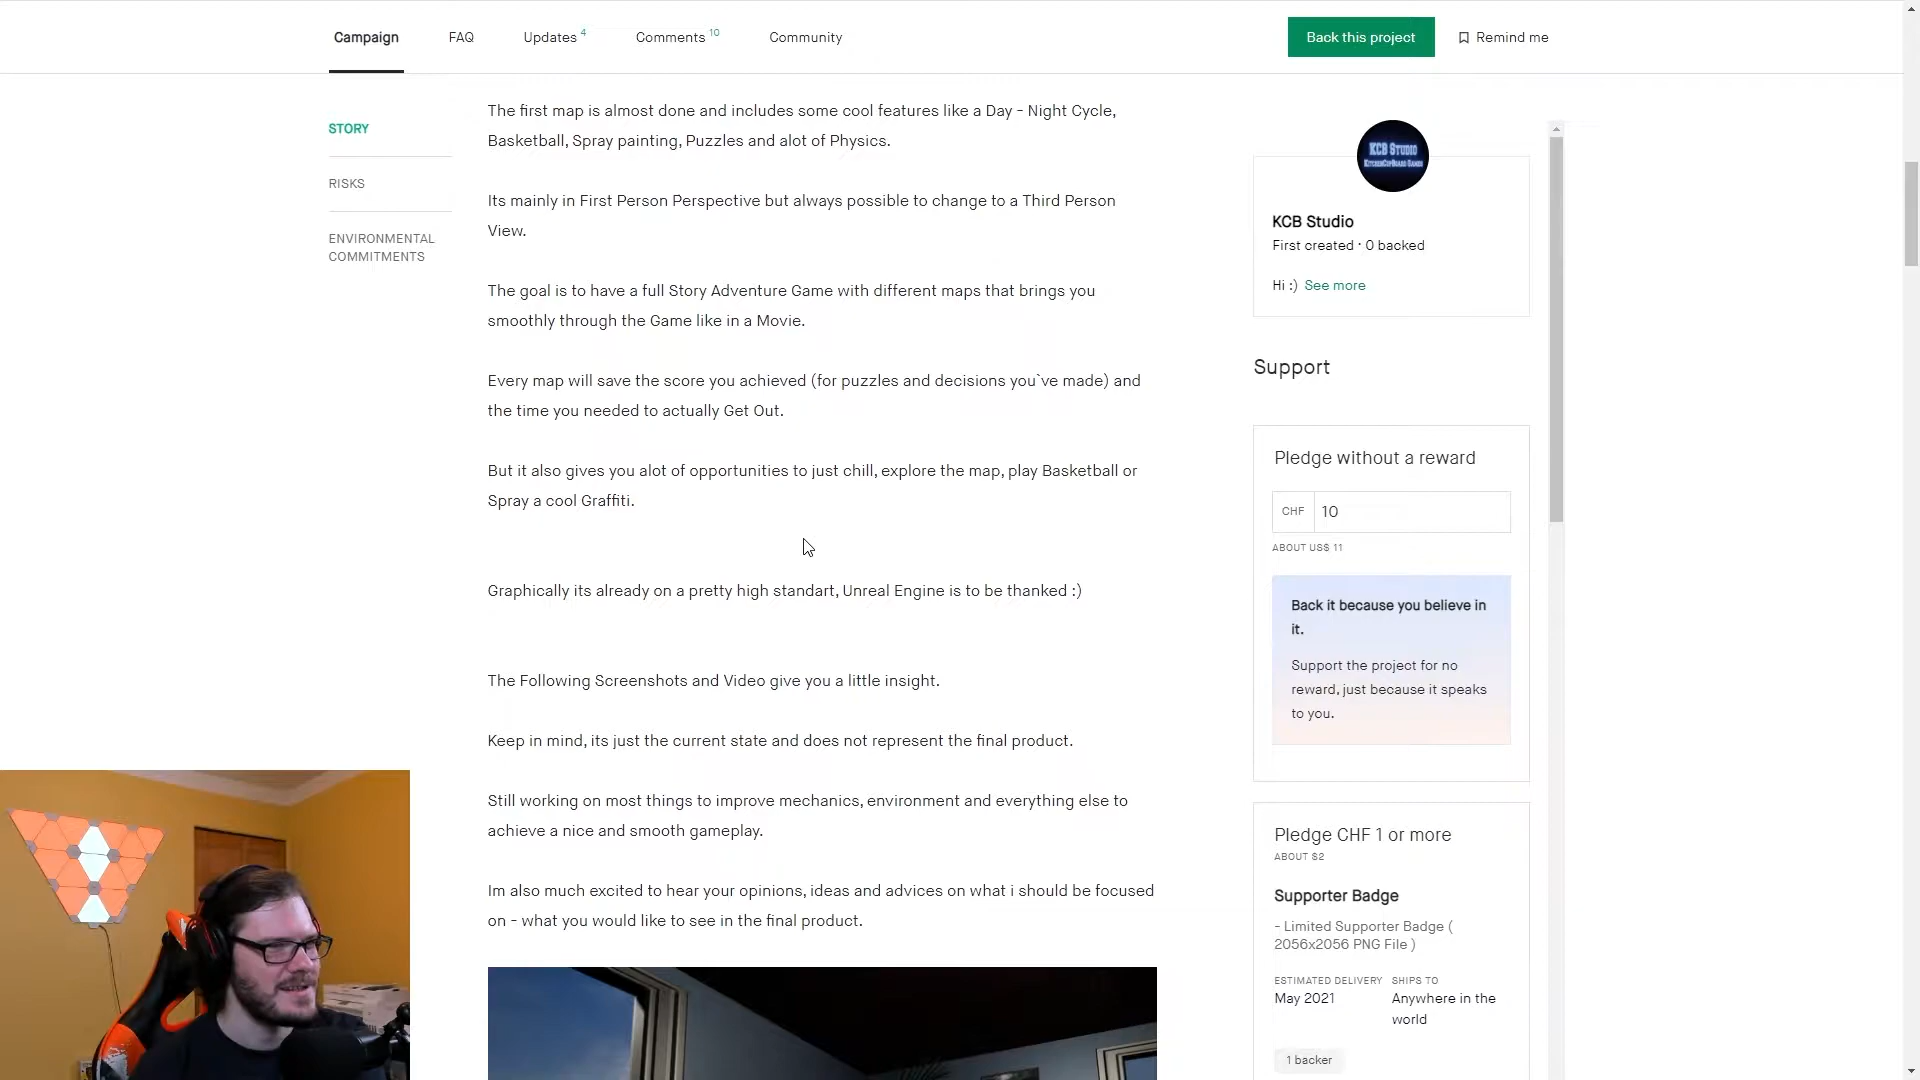 Campaign
FAQ
Updates 4
Comments 10
Community
Back this project
Remind me
STORY
RISKS
ENVIRONMENTAL
COMMITMENTS
The first map is almost done and includes some cool features like a Day - Night Cycle,
Basketball, Spray painting, Puzzles and alot of Physics.
Its mainly in First Person Perspective but always possible to change to a Third Person
View.
The goal is to have a full Story Adventure Game with different maps that brings you
smoothly through the Game like in a Movie.
Every map will save the score you achieved (for puzzles and decisions you`ve made) and
the time you needed to actually Get Out.
But it also gives you alot of opportunities to just chill, explore the map, play Basketball or
Spray a cool Graffiti.
Graphically its already on a pretty high standart, Unreal Engine is to be thanked :)
The Following Screenshots and Video give you a little insight.
Keep in mind, its just the current state and does not represent the final product.
Still working on most things to improve mechanics, environment and everything else to
achieve a nice and smooth gameplay.
Im also much excited to hear your opinions, ideas and advices on what i should be focused
on - what you would like to see in the final product.
KCB STUDIO
KITCHENCUPBOARD GAMES
KCB Studio
First created · 0 backed
Hi :) See more
Support
Pledge without a reward
CHF 10
ABOUT US$ 11
Back it because you believe in
it.
Support the project for no
reward, just because it speaks
to you.
Pledge CHF 1 or more
ABOUT $2
Supporter Badge
- Limited Supporter Badge (
2056x2056 PNG File )
ESTIMATED DELIVERY
May 2021
SHIPS TO
Anywhere in the
world
1 backer